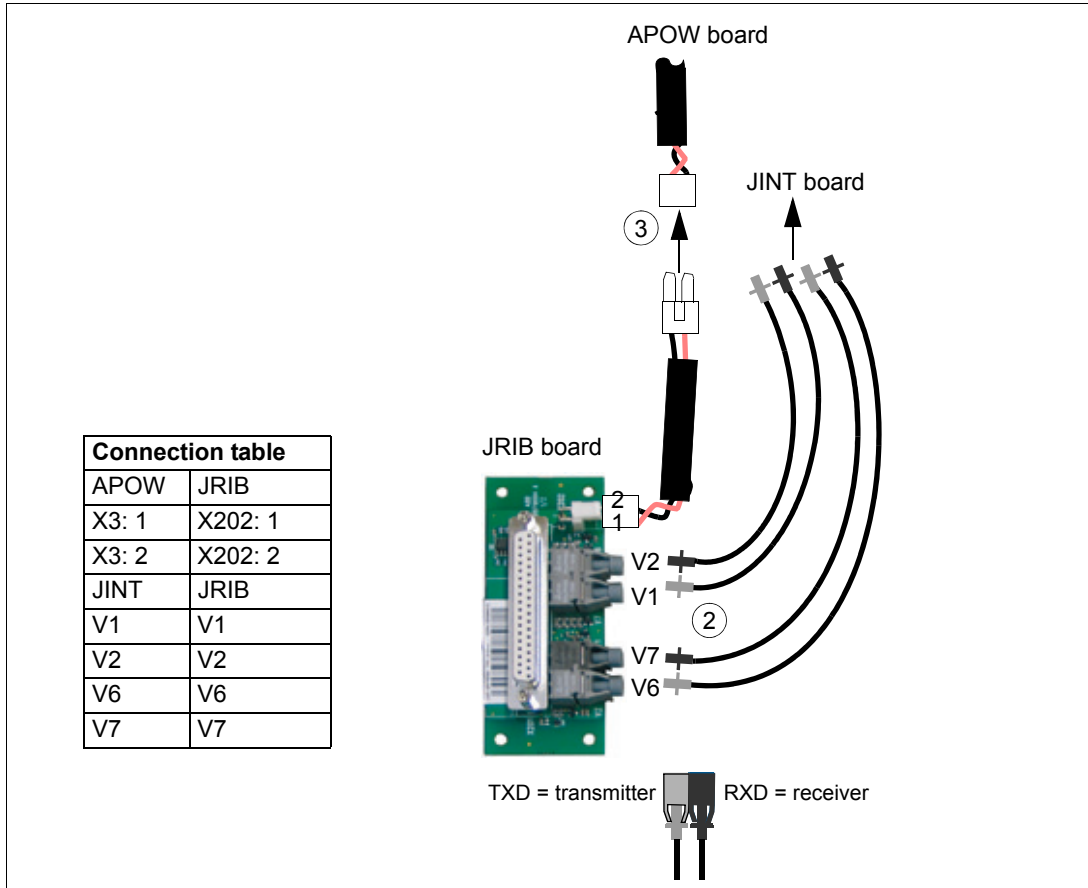 APOW board
JINT board
3
JRIB board
2
1
V2
V1
2
V7
V6
Connection table
APOW JRIB
X3: 1 X202: 1
X3: 2 X202: 2
JINT JRIB
V1 V1
V2 V2
V6 V6
V7 V7
TXD = transmitter RXD = receiver